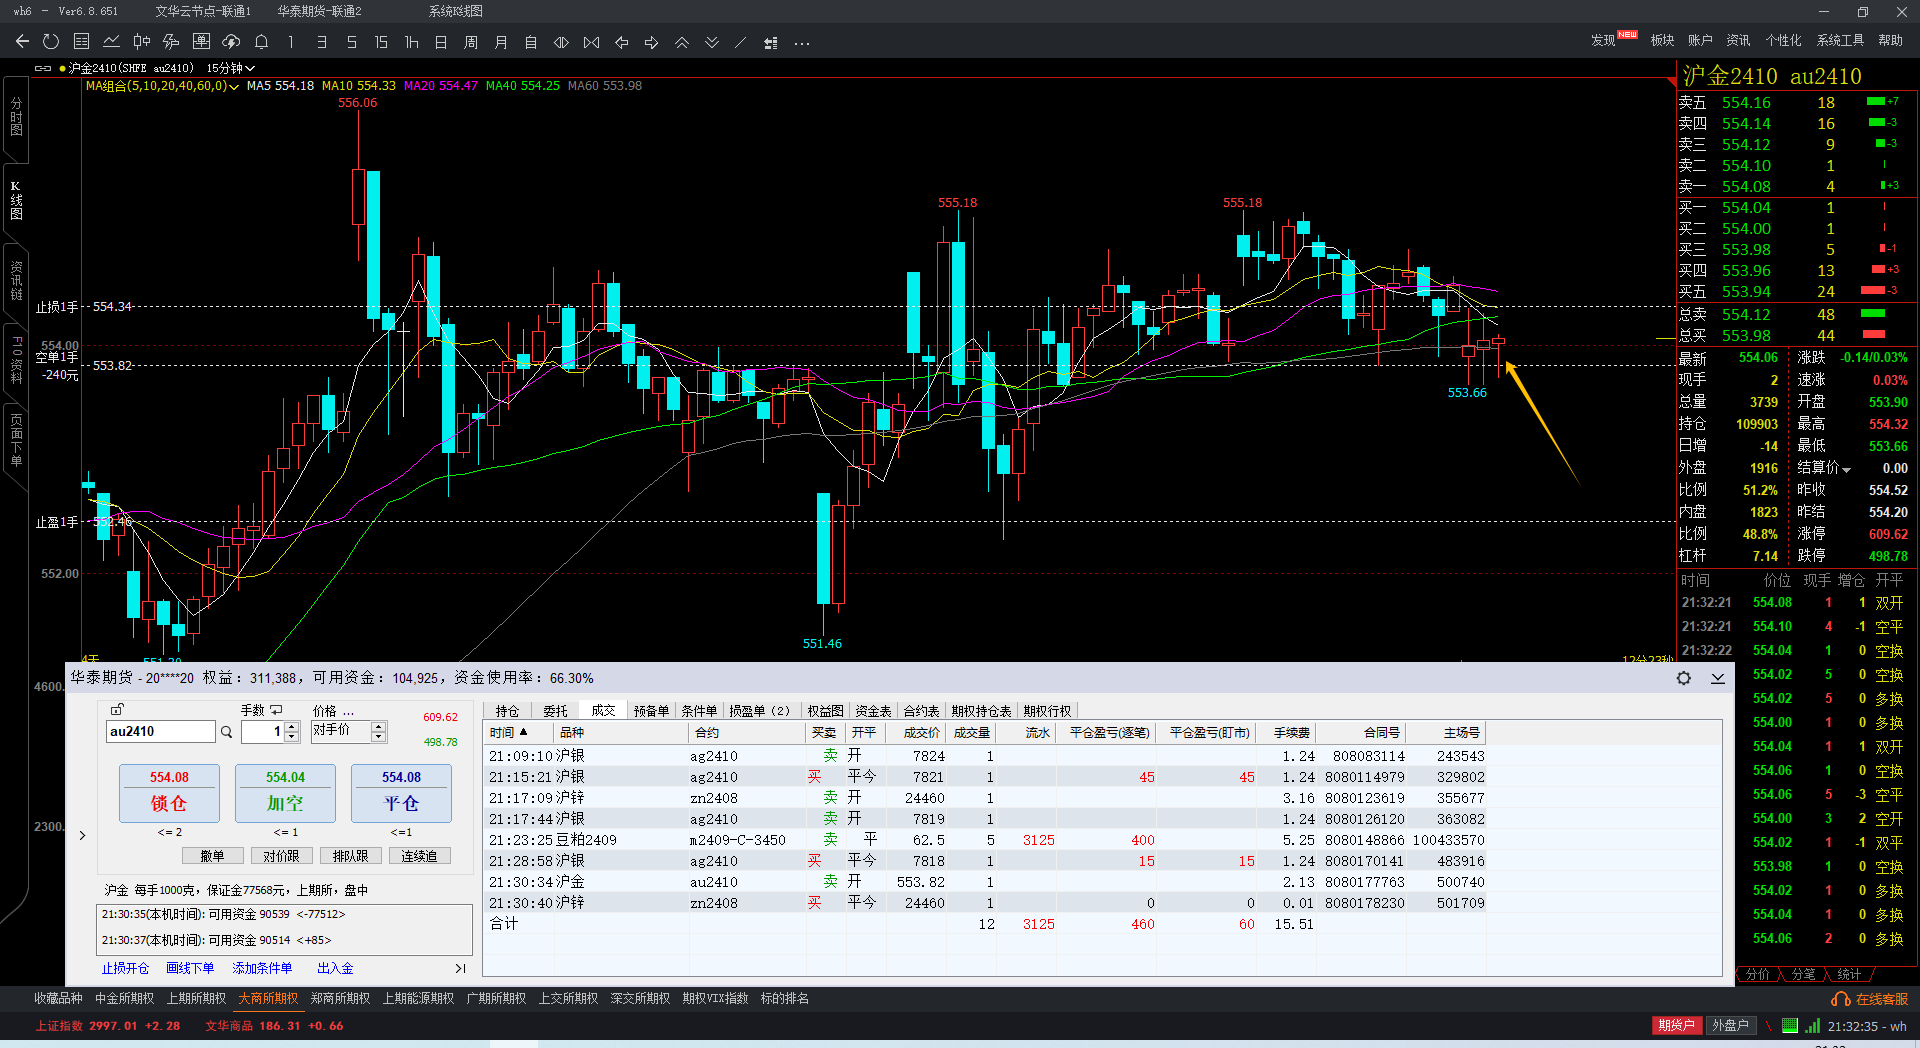 wh6 - Ver6.8.651 文华云节点-联通1 华泰期货-联通2 系统K线图
1 3 5 15 1h 日 周 月 自 ...
发现 NEW 板块 账户 资讯 个性化 系统工具 帮助
沪金2410(SHFE au2410) 15分钟
MA组合(5,10,20,40,60,0) MA5 554.18 MA10 554.33 MA20 554.47 MA40 554.25 MA60 553.98
分时图
K线图
资讯链
F10资料
页面下单
556.06
555.18
555.18
止损1手 554.34
554.00
空单1手
-240元
553.82
553.66
止盈1手 552.46
552.00
551.46
4天
12分23秒
4600.
2300.
沪金2410 au2410
卖五 554.16 18 +7
卖四 554.14 16 -3
卖三 554.12 9 -3
卖二 554.10 1
卖一 554.08 4 +3
买一 554.04 1
买二 554.00 1
买三 553.98 5 -1
买四 553.96 13 +3
买五 553.94 24 -3
总卖 554.12 48
总买 553.98 44
最新 554.06 涨跌 -0.14/0.03%
现手 2 速涨 0.03%
总量 3739 开盘 553.90
持仓 109903 最高 554.32
日增 -14 最低 553.66
外盘 1916 结算价 0.00
比例 51.2% 昨收 554.52
内盘 1823 昨结 554.20
比例 48.8% 涨停 609.62
杠杆 7.14 跌停 498.78
时间 价位 现手 增仓 开平
21:32:21 554.08 1 1 双开
21:32:21 554.10 4 -1 空平
21:32:22 554.04 1 0 空换
554.02 5 0 空换
554.02 5 0 多换
554.00 1 0 多换
554.04 1 1 双开
554.06 1 0 空换
554.06 5 -3 空平
554.00 3 2 空开
554.02 1 -1 双平
553.98 1 0 空换
554.02 1 0 多换
554.04 1 0 多换
554.06 2 0 多换
分价 分笔 统计
华泰期货 - 20****20 权益：311,388，可用资金：104,925，资金使用率：66.30%
手数 价格 ...
au2410 1 对手价
609.62
498.78
554.08 554.04 554.08
锁仓 加空 平仓
<= 2 <= 1 <=1
撤单 对价跟 排队跟 连续追
沪金 每手1000克，保证金77568元，上期所，盘中
21:30:35(本机时间): 可用资金 90539 <-77512>
21:30:37(本机时间): 可用资金 90514 <+85>
止损开仓 画线下单 添加条件单 出入金
持仓 委托 成交 预备单 条件单 损盈单（2） 权益图 资金表 合约表 期权持仓表 期权行权
时间 ▲ 品种 合约 买卖 开平 成交价 成交量 流水 平仓盈亏(逐笔) 平仓盈亏(盯市) 手续费 合同号 主场号
21:09:10 沪银 ag2410 卖 开 7824 1 1.24 808083114 243543
21:15:21 沪银 ag2410 买 平今 7821 1 45 45 1.24 8080114979 329802
21:17:09 沪锌 zn2408 卖 开 24460 1 3.16 8080123619 355677
21:17:44 沪银 ag2410 卖 开 7819 1 1.24 8080126120 363082
21:23:25 豆粕2409 m2409-C-3450 卖 平 62.5 5 3125 400 5.25 8080148866 100433570
21:28:58 沪银 ag2410 买 平今 7818 1 15 15 1.24 8080170141 483916
21:30:34 沪金 au2410 卖 开 553.82 1 2.13 8080177763 500740
21:30:40 沪锌 zn2408 买 平今 24460 1 0 0 0.01 8080178230 501709
合计 12 3125 460 60 15.51
收藏品种 中金所期权 上期所期权 大商所期权 郑商所期权 上期能源期权 广期所期权 上交所期权 深交所期权 期权VIX指数 标的排名
在线客服
上证指数 2997.01 +2.28 文华商品 186.31 +0.66
期货户 外盘户 21:32:35 - wh